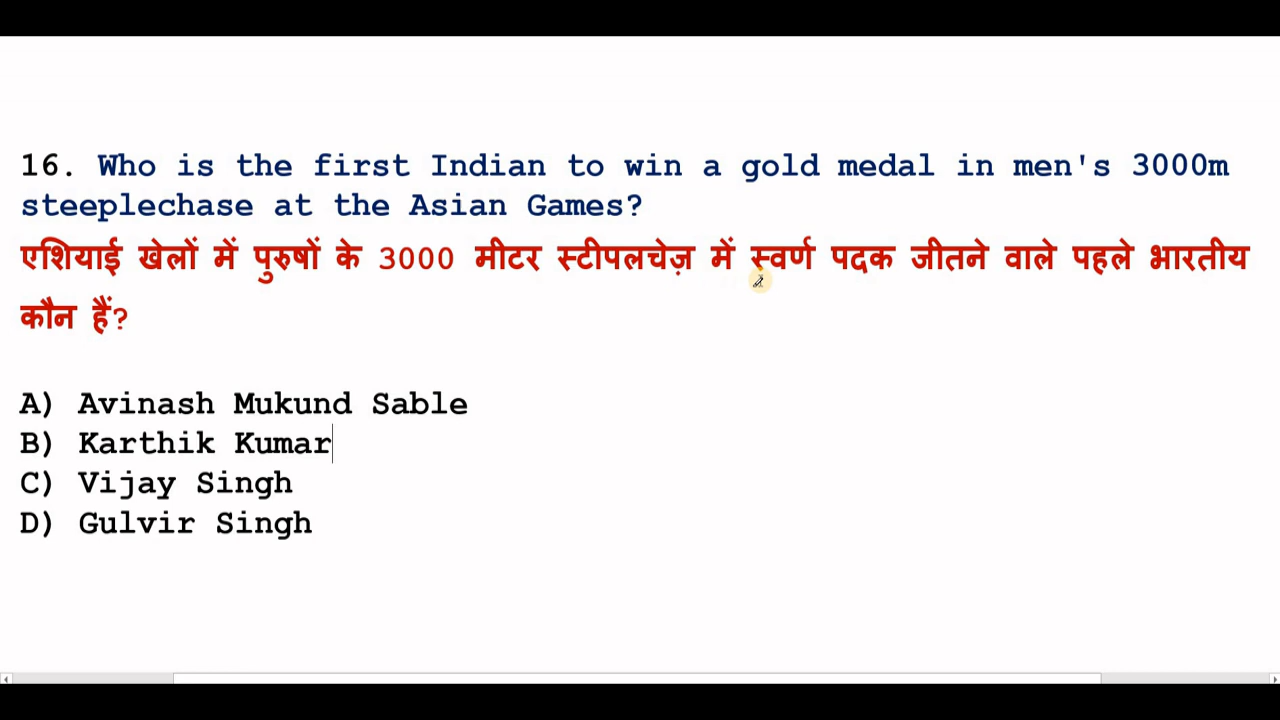 16. Who is the first Indian to win a gold medal in men's 3000m
steeplechase at the Asian Games?
एशियाई खेलों में पुरुषों के 3000 मीटर स्टीपलचेज़ में स्वर्ण पदक जीतने वाले पहले भारतीय
कौन हैं?
A) Avinash Mukund Sable
B) Karthik Kumar
C) Vijay Singh
D) Gulvir Singh